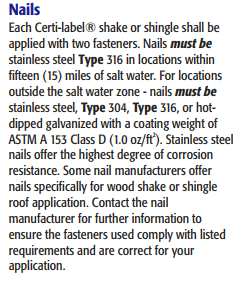 Nails
Each Certi-label® shake or shingle shall be
applied with two fasteners. Nails must be
stainless steel Type 316 in locations within
fifteen (15) miles of salt water. For locations
outside the salt water zone - nails must be
stainless steel, Type 304, Type 316, or hot-
dipped galvanized with a coating weight of
ASTM A 153 Class D (1.0 oz/ft²). Stainless steel
nails offer the highest degree of corrosion
resistance. Some nail manufacturers offer
nails specifically for wood shake or shingle
roof application. Contact the nail
manufacturer for further information to
ensure the fasteners used comply with listed
requirements and are correct for your
application.